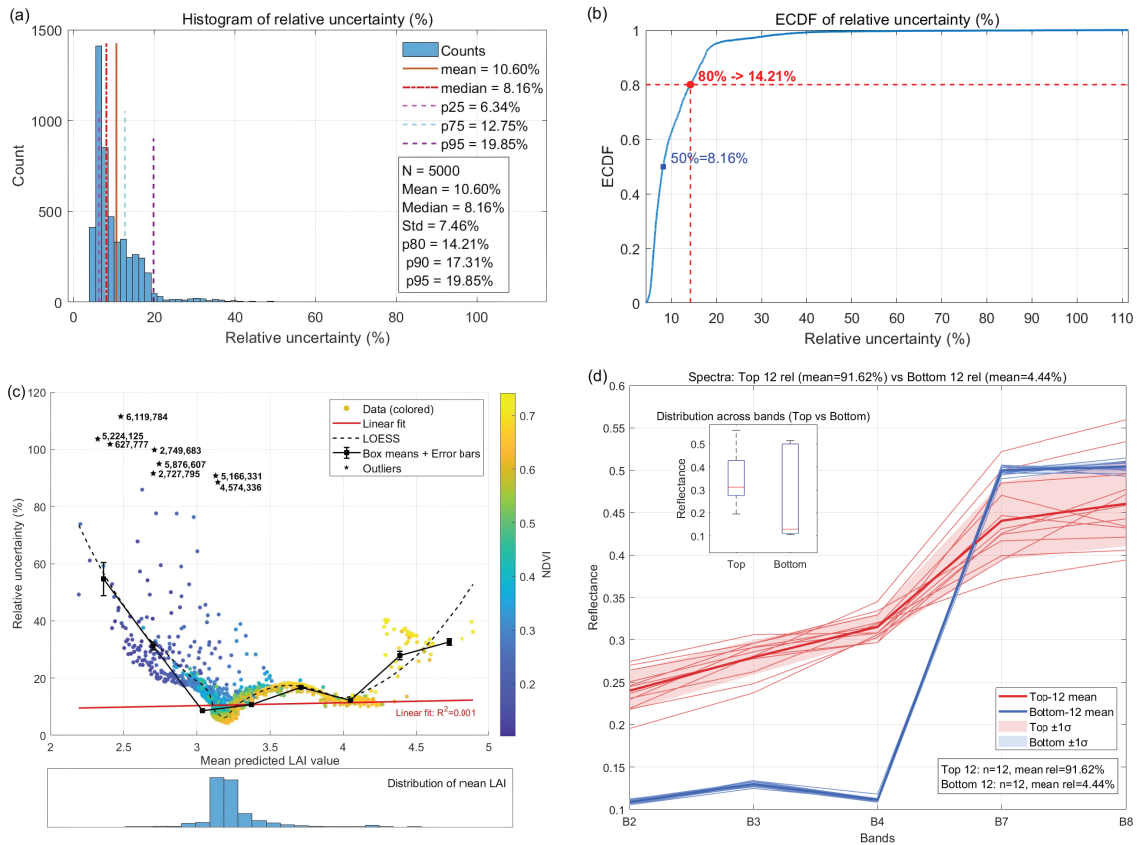 (a)
Histogram of relative uncertainty (%)
1500
1000
500
0
Count
0 20 40 60 80 100
Relative uncertainty (%)
Counts
mean = 10.60%
median = 8.16%
p25 = 6.34%
p75 = 12.75%
p95 = 19.85%
N = 5000
Mean = 10.60%
Median = 8.16%
Std = 7.46%
p80 = 14.21%
p90 = 17.31%
p95 = 19.85%
(b)
ECDF of relative uncertainty (%)
1
0.8
0.6
0.4
0.2
0
ECDF
80% -> 14.21%
50%=8.16%
10 20 30 40 50 60 70 80 90 100 110
Relative uncertainty (%)
(c)
120
100
80
60
40
20
10
0
Relative uncertainty (%)
6,119,784
5,224,125
627,777
2,749,683
5,876,607
2,727,795
5,166,331
4,574,336
Data (colored)
Linear fit
LOESS
Box means + Error bars
Outliers
Linear fit: R²=0.001
2 2.5 3 3.5 4 4.5 5
Mean predicted LAI value
0.7
0.6
0.5
0.4
0.3
0.2
NDVI
Distribution of mean LAI
(d)
Spectra: Top 12 rel (mean=91.62%) vs Bottom 12 rel (mean=4.44%)
0.6
0.55
0.5
0.45
0.4
0.35
0.3
0.25
0.2
0.15
0.1
Reflectance
Distribution across bands (Top vs Bottom)
0.5
0.4
0.3
0.2
0.1
Reflectance
Top Bottom
Top-12 mean
Bottom-12 mean
Top ±1σ
Bottom ±1σ
Top 12: n=12, mean rel=91.62%
Bottom 12: n=12, mean rel=4.44%
B2 B3 B4 B7 B8
Bands